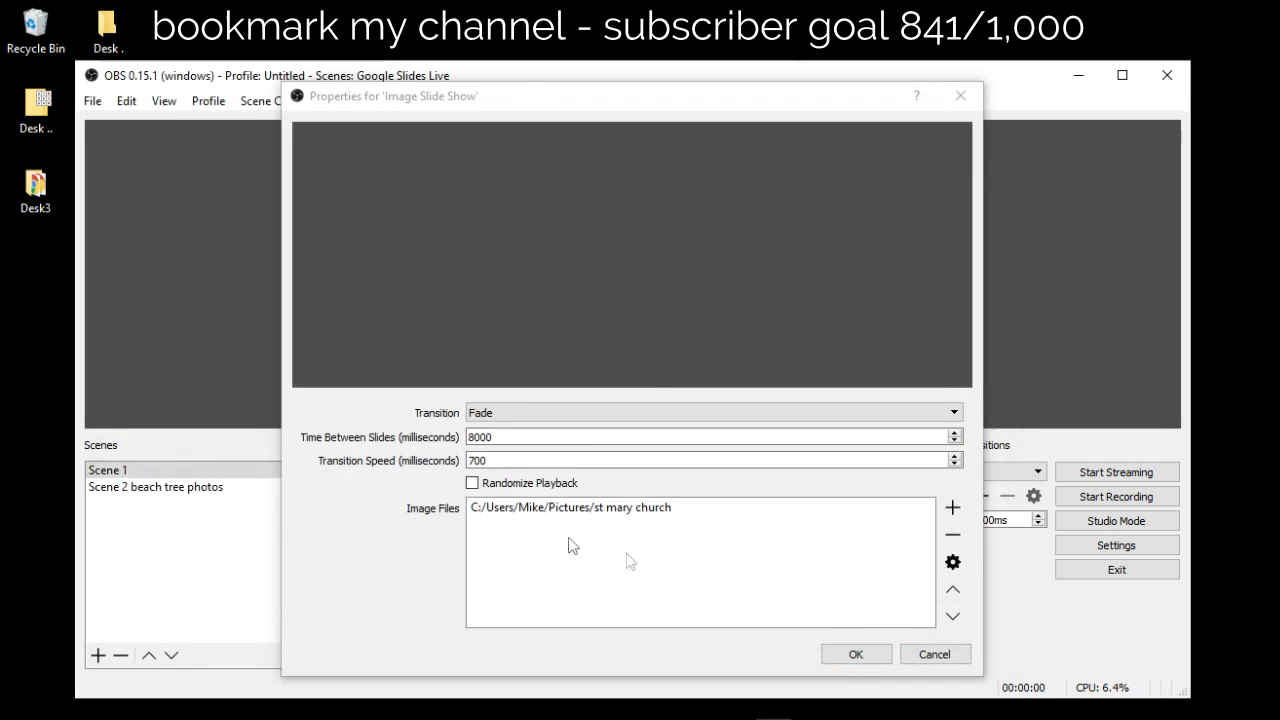 bookmark my channel - subscriber goal 841/1,000
Recycle Bin
Desk .
Desk ..
Desk3
OBS 0.15.1 (windows) - Profile: Untitled - Scenes: Google Slides Live
File Edit View Profile Scene C
Properties for 'Image Slide Show'
?
Transition Fade
Time Between Slides (milliseconds) 8000
Transition Speed (milliseconds) 700
Randomize Playback
Image Files C:/Users/Mike/Pictures/st mary church
OK Cancel
Scenes
Scene 1
Scene 2 beach tree photos
sitions
00ms
Start Streaming
Start Recording
Studio Mode
Settings
Exit
00:00:00 CPU: 6.4%